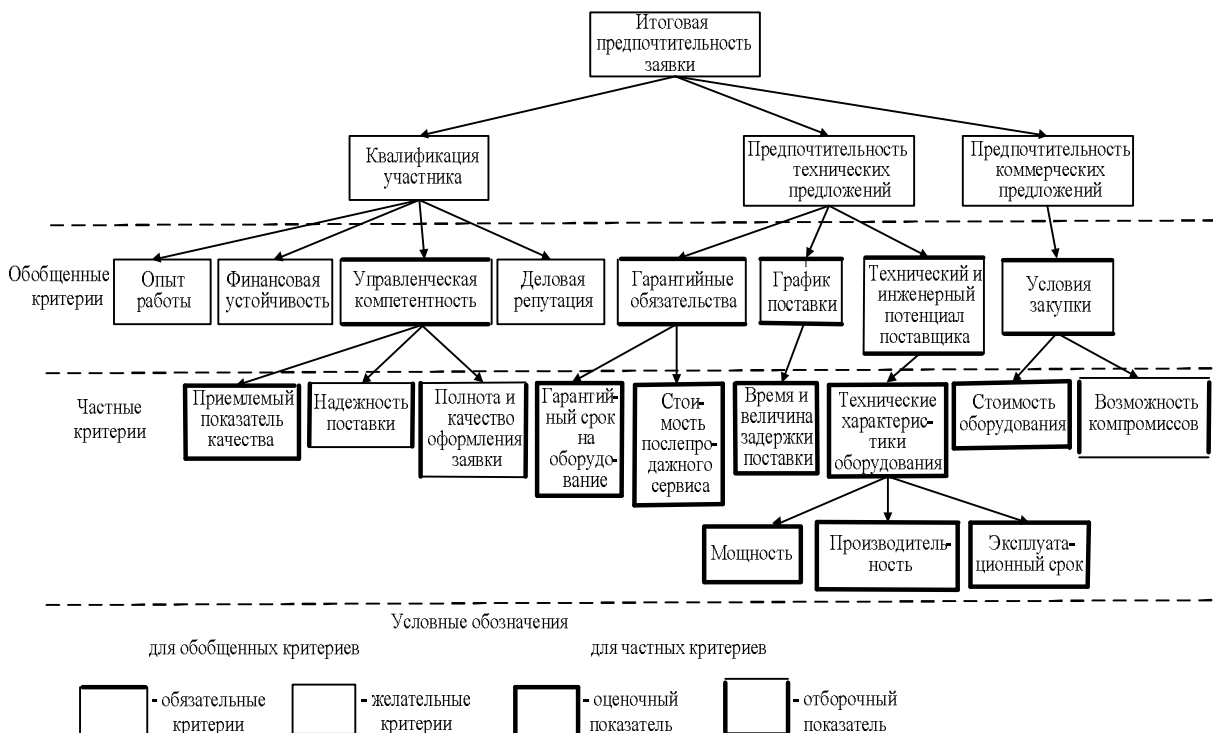 Итоговая
предпочтительность
заявки
Квалификация
участника
Предпочтительность
технических
предложений
Предпочтительность
коммерческих
предложений
Обобщенные
критерии
Опыт
работы
Финансовая
устойчивость
Управленческая
компетентность
Деловая
репутация
Гарантийные
обязательства
График
поставки
Технический и
инженерный
потенциал
поставщика
Условия
закупки
Частные
критерии
Приемлемый
показатель
качества
Надежность
поставки
Полнота и
качество
оформления
заявки
Гарантий-
ный срок
на
оборудо-
вание
Стои-
мость
послепро-
дажного
сервиса
Время и
величина
задержки
поставки
Технические
характерис-
тики
оборудования
Стоимость
оборудования
Возможность
компромиссов
Мощность
Производитель-
ность
Эксплуата-
ционный срок
Условные обозначения
для обобщенных критериев
для частных критериев
- обязательные
критерии
- желательные
критерии
- оценочный
показатель
- отборочный
показатель